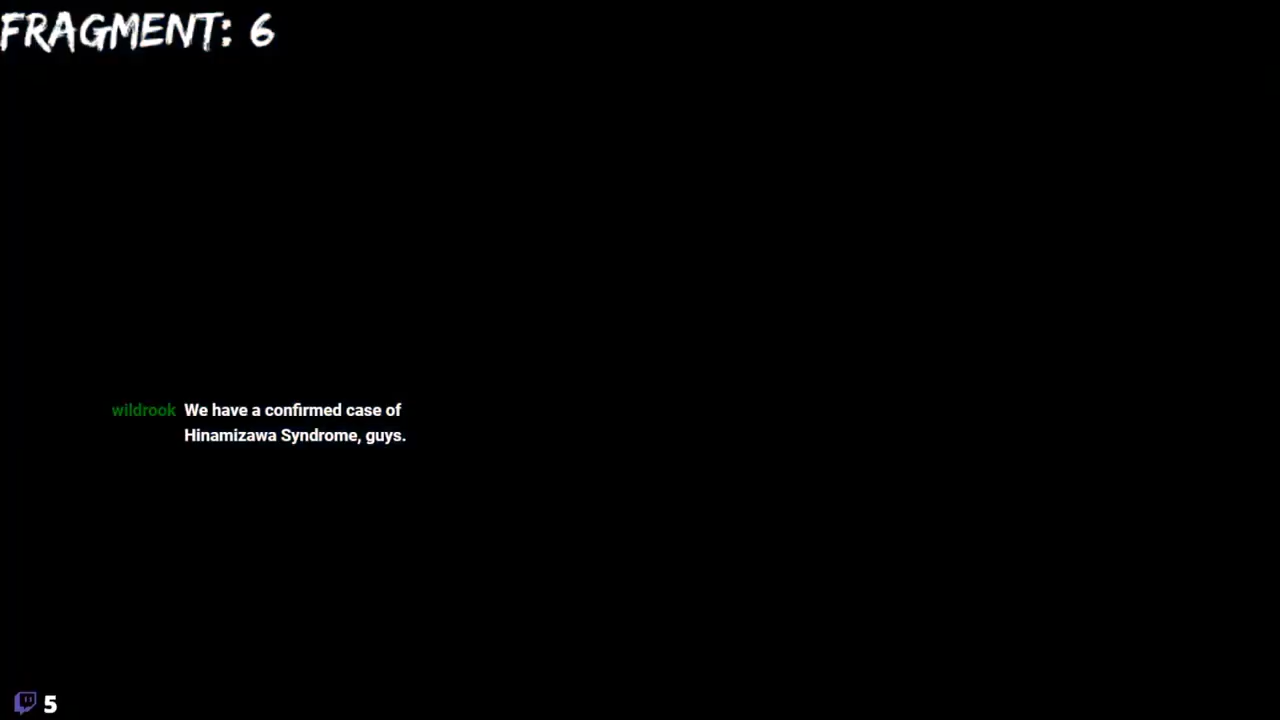 FRAGMENT: 6
wildrook We have a confirmed case of
Hinamizawa Syndrome, guys.
5